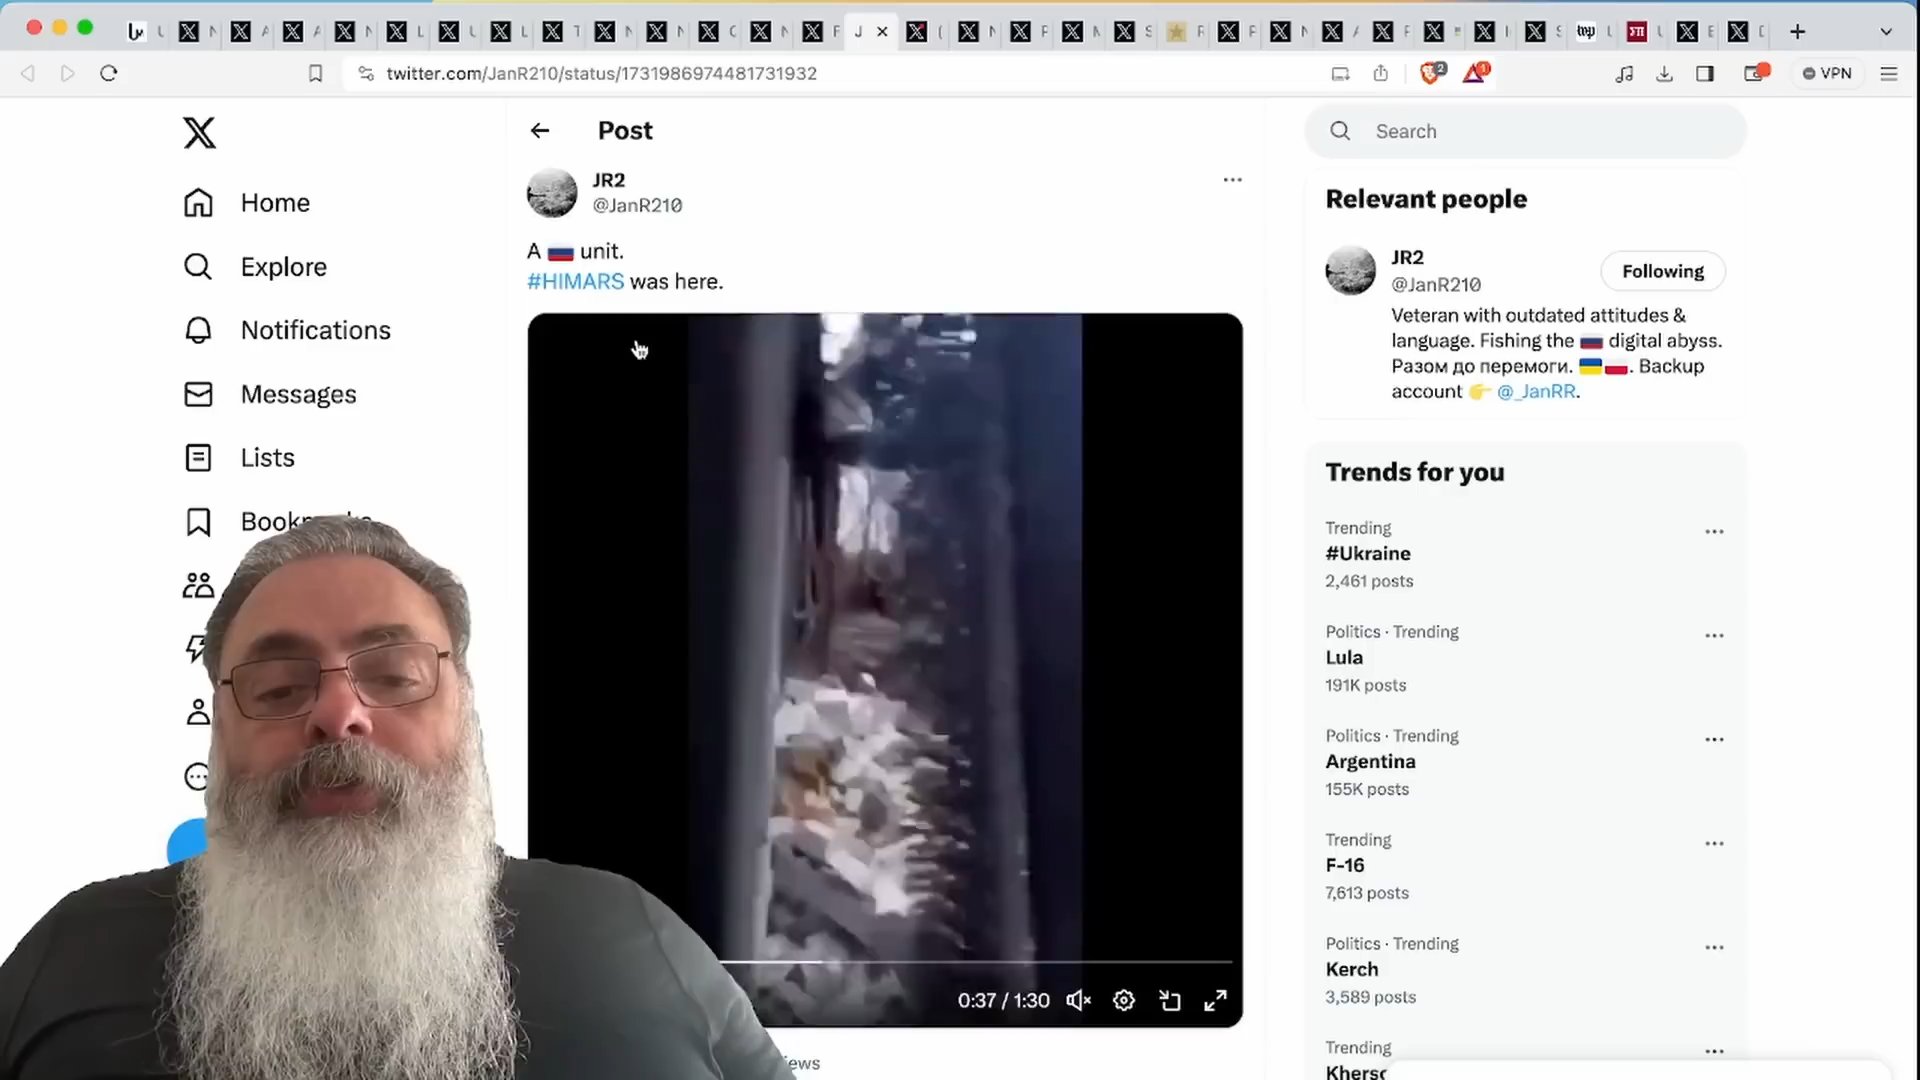 twitter.com/JanR210/status/1731986974481731932
2
1
VPN
Post
Search
JR2
@JanR210
A 🇷🇺 unit.
#HIMARS was here.
Home
Explore
Notifications
Messages
Lists
Relevant people
JR2
@JanR210
Following
Veteran with outdated attitudes &
language. Fishing the 🇷🇺 digital abyss.
Разом до перемоги. 🇺🇦🇵🇱. Backup
account 👉 @_JanRR.
Trends for you
Trending
#Ukraine
2,461 posts
Politics · Trending
Lula
191K posts
Politics · Trending
Argentina
155K posts
Trending
F-16
7,613 posts
Politics · Trending
Kerch
3,589 posts
Trending
0:37 / 1:30